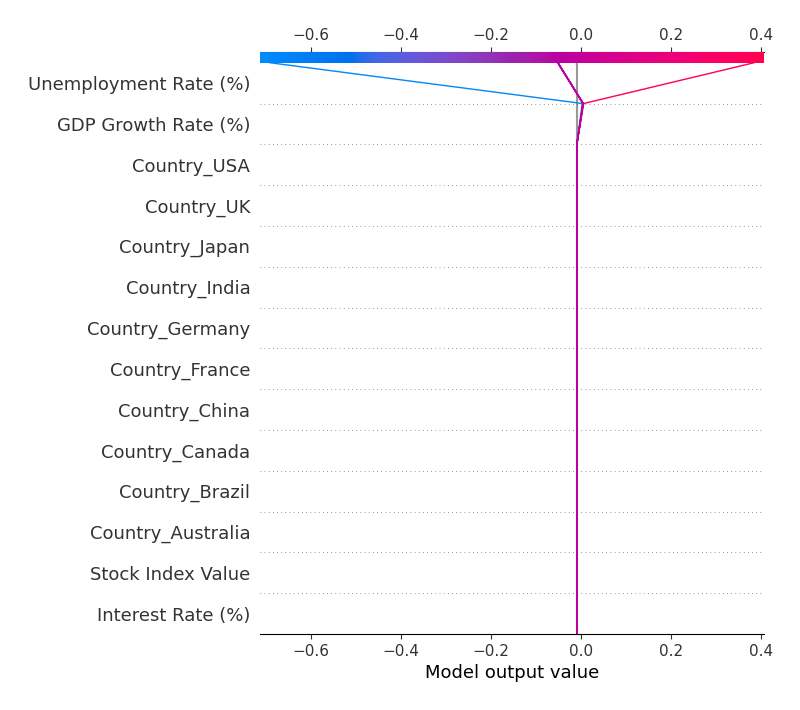 −0.6 −0.4 −0.2 0.0 0.2 0.4
Unemployment Rate (%)
GDP Growth Rate (%)
Country_USA
Country_UK
Country_Japan
Country_India
Country_Germany
Country_France
Country_China
Country_Canada
Country_Brazil
Country_Australia
Stock Index Value
Interest Rate (%)
−0.6 −0.4 −0.2 0.0 0.2 0.4
Model output value